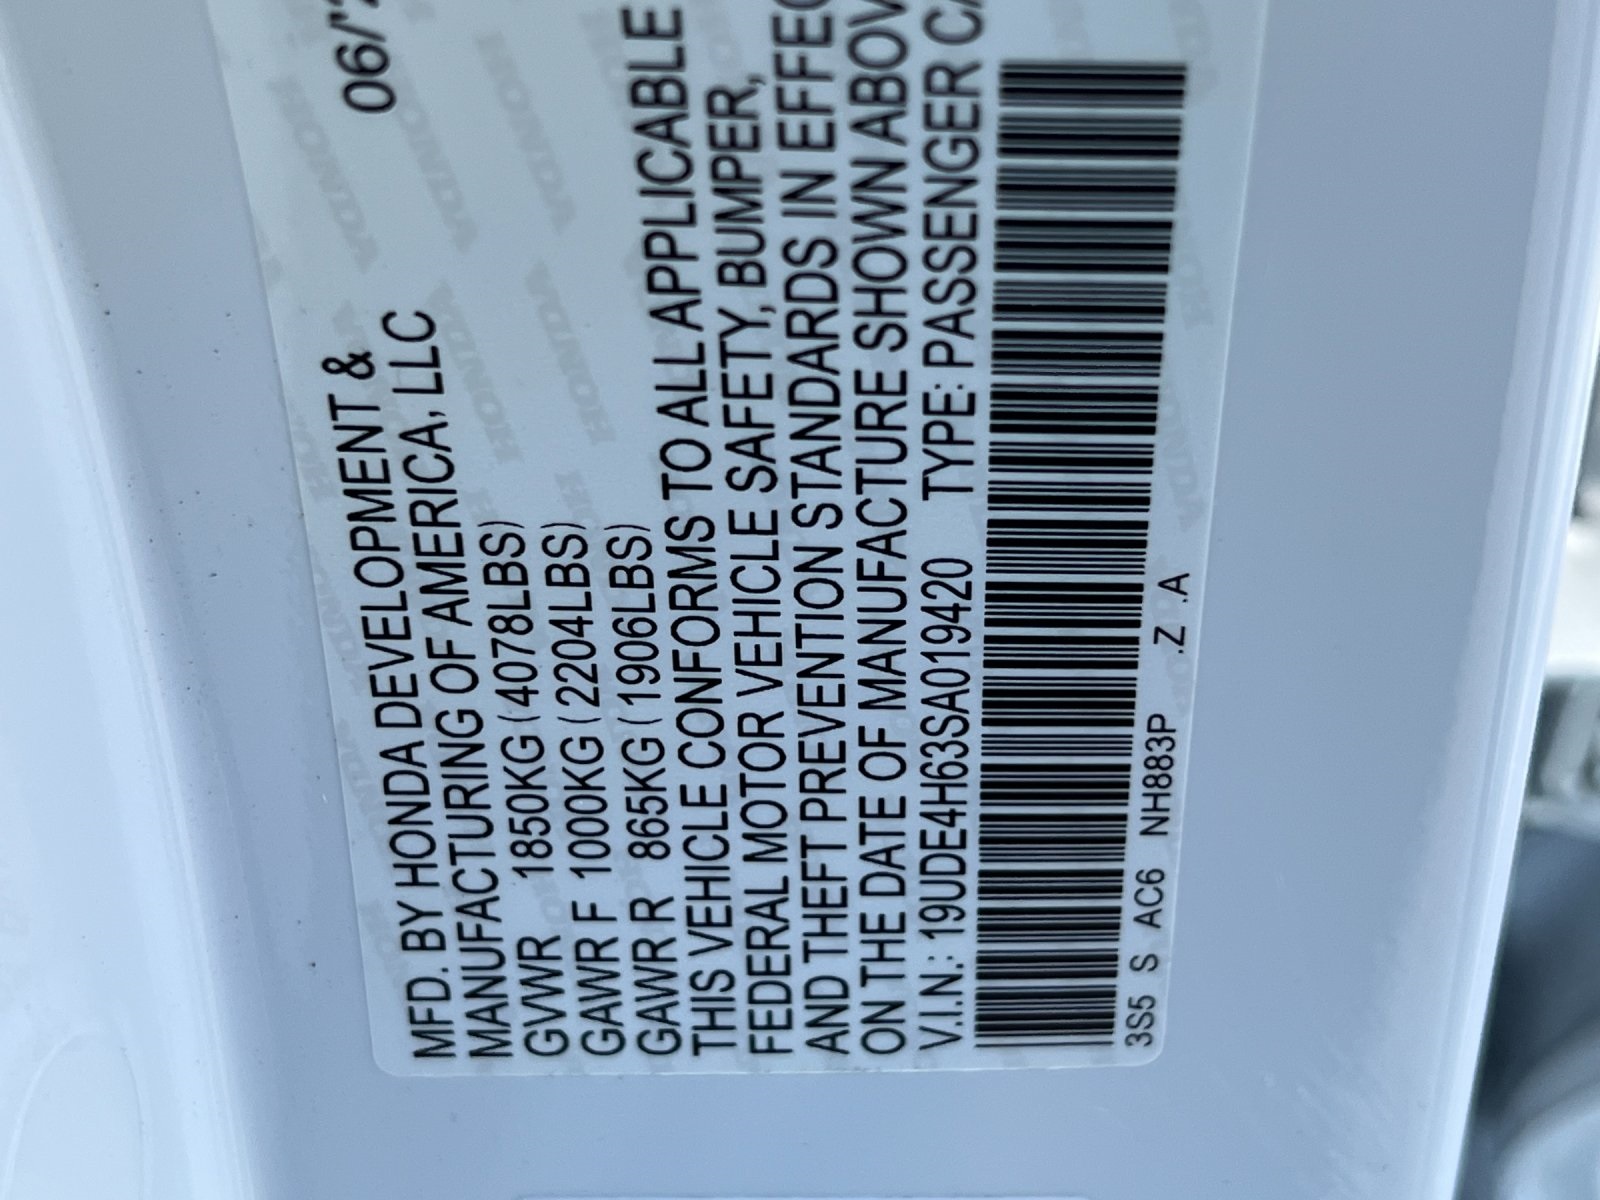 06/'2
MFD. BY HONDA DEVELOPMENT &
MANUFACTURING OF AMERICA, LLC
GVWR 1850KG (4078LBS)
GAWR F 1000KG (2204LBS)
GAWR R 865KG (1906LBS)
THIS VEHICLE CONFORMS TO ALL APPLICABLE
FEDERAL MOTOR VEHICLE SAFETY, BUMPER,
AND THEFT PREVENTION STANDARDS IN EFFEC
ON THE DATE OF MANUFACTURE SHOWN ABOV
V.I.N.: 19UDE4H63SA019420 TYPE: PASSENGER CA
3S5 S AC6 NH883P .Z .A